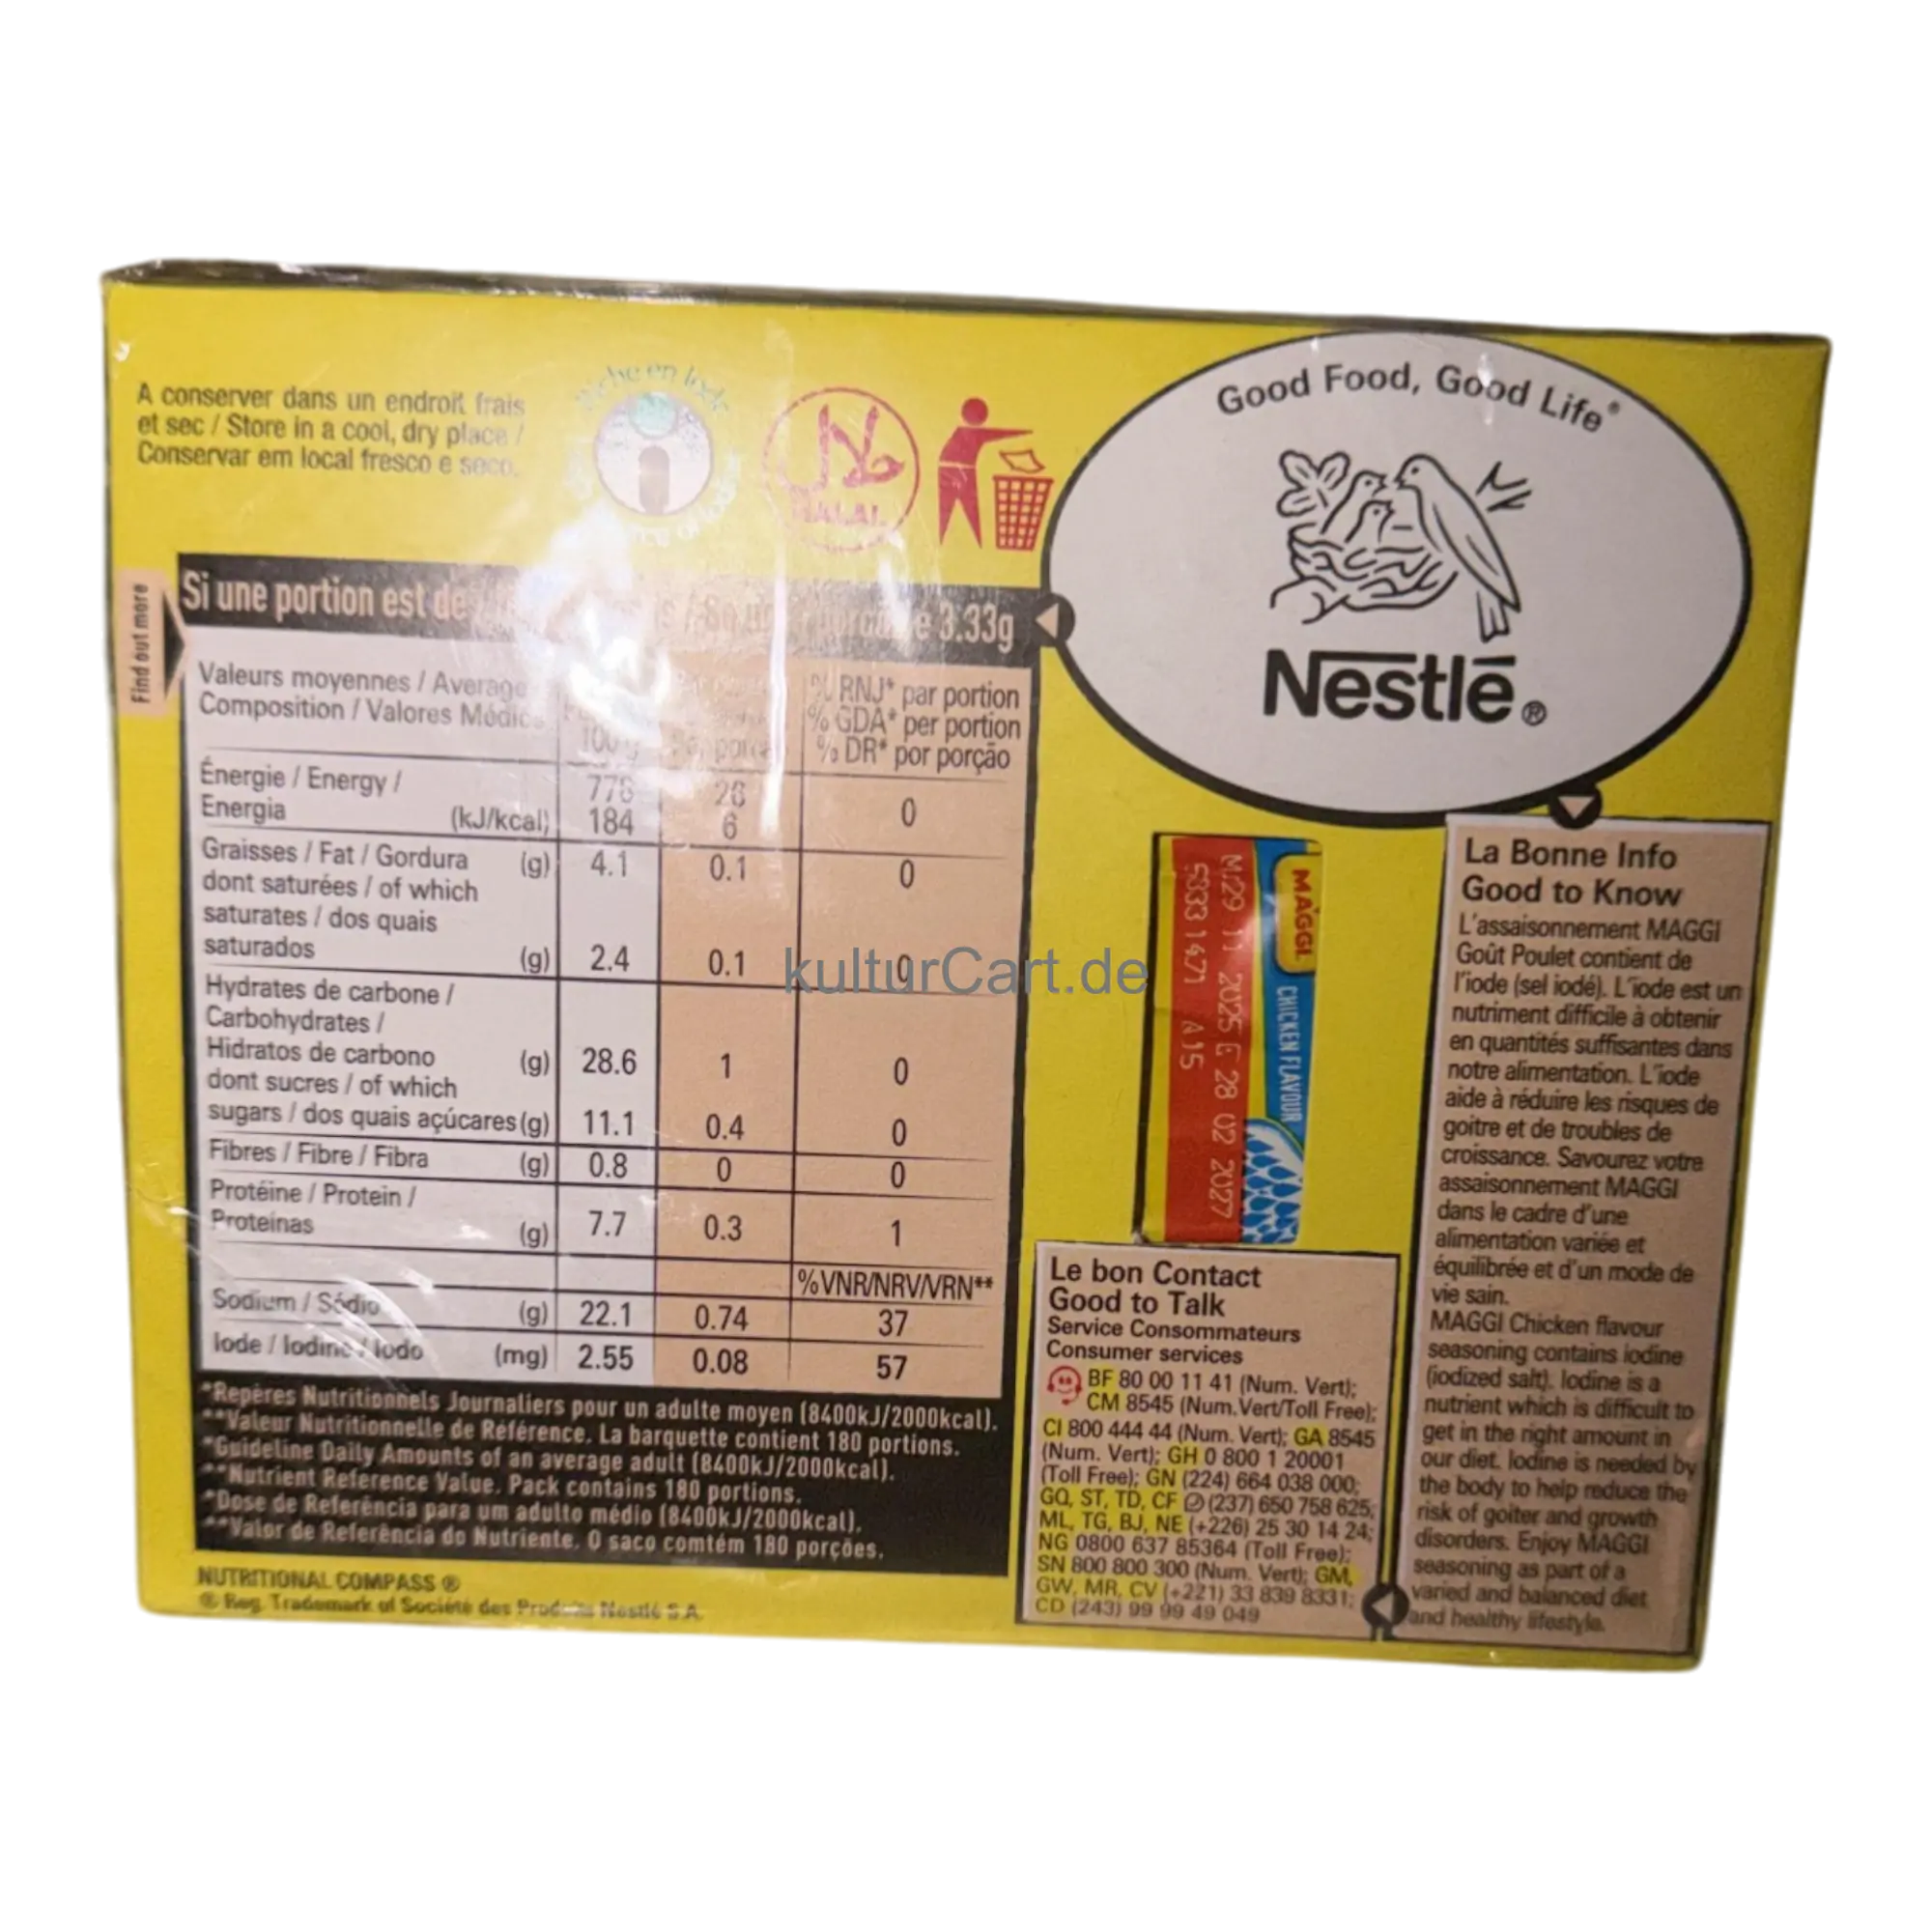 A conserver dans un endroit frais
et sec / Store in a cool, dry place /
Conservar em local fresco e seco.
che en Iode
حلال
HALAL
Good Food, Good Life®
Nestlé®
Find out more
Si une portion est de 3.33g
Valeurs moyennes / Average
Composition / Valores Médios
100 g
% RNJ* par portion
% GDA* per portion
% DR* por porção
Énergie / Energy /
Energia (kJ/kcal) 184 6 0
Graisses / Fat / Gordura (g) 4.1 0.1 0
dont saturées / of which
saturates / dos quais
saturados (g) 2.4 0.1 0
Hydrates de carbone /
Carbohydrates /
Hidratos de carbono (g) 28.6 1 0
dont sucres / of which
sugars / dos quais açúcares (g) 11.1 0.4 0
Fibres / Fibre / Fibra (g) 0.8 0 0
Protéine / Protein /
Proteínas (g) 7.7 0.3 1
%VNR/NRV/VRN**
Sodium / Sódio (g) 22.1 0.74 37
Iode / Iodine / Iodo (mg) 2.55 0.08 57
*Repères Nutritionnels Journaliers pour un adulte moyen (8400kJ/2000kcal).
**Valeur Nutritionnelle de Référence. La barquette contient 180 portions.
*Guideline Daily Amounts of an average adult (8400kJ/2000kcal).
**Nutrient Reference Value. Pack contains 180 portions.
*Dose de Referência para um adulto médio (8400kJ/2000kcal).
**Valor de Referência do Nutriente. O saco comtém 180 porções.
NUTRITIONAL COMPASS ®
® Reg. Trademark of Société des Produits Nestlé S.A.
kulturCart.de
MAGGI
CHICKEN FLAVOUR
M:29 11 2025 E 28 02 2027
5333 1471 A15
Le bon Contact
Good to Talk
Service Consommateurs
Consumer services
BF 80 00 11 41 (Num. Vert);
CM 8545 (Num.Vert/Toll Free);
CI 800 444 44 (Num. Vert); GA 8545
(Num. Vert); GH 0 800 1 20001
(Toll Free); GN (224) 664 038 000;
GQ, ST, TD, CF (237) 650 758 625;
ML, TG, BJ, NE (+226) 25 30 14 24;
NG 0800 637 85364 (Toll Free);
SN 800 800 300 (Num. Vert); GM,
GW, MR, CV (+221) 33 839 8331;
CD (243) 99 99 49 049
La Bonne Info
Good to Know
L'assaisonnement MAGGI
Goût Poulet contient de
l'iode (sel iodé). L'iode est un
nutriment difficile à obtenir
en quantités suffisantes dans
notre alimentation. L'iode
aide à réduire les risques de
goitre et de troubles de
croissance. Savourez votre
assaisonnement MAGGI
dans le cadre d'une
alimentation variée et
équilibrée et d'un mode de
vie sain.
MAGGI Chicken flavour
seasoning contains iodine
(iodized salt). Iodine is a
nutrient which is difficult to
get in the right amount in
our diet. Iodine is needed by
the body to help reduce the
risk of goiter and growth
disorders. Enjoy MAGGI
seasoning as part of a
varied and balanced diet
and healthy lifestyle.